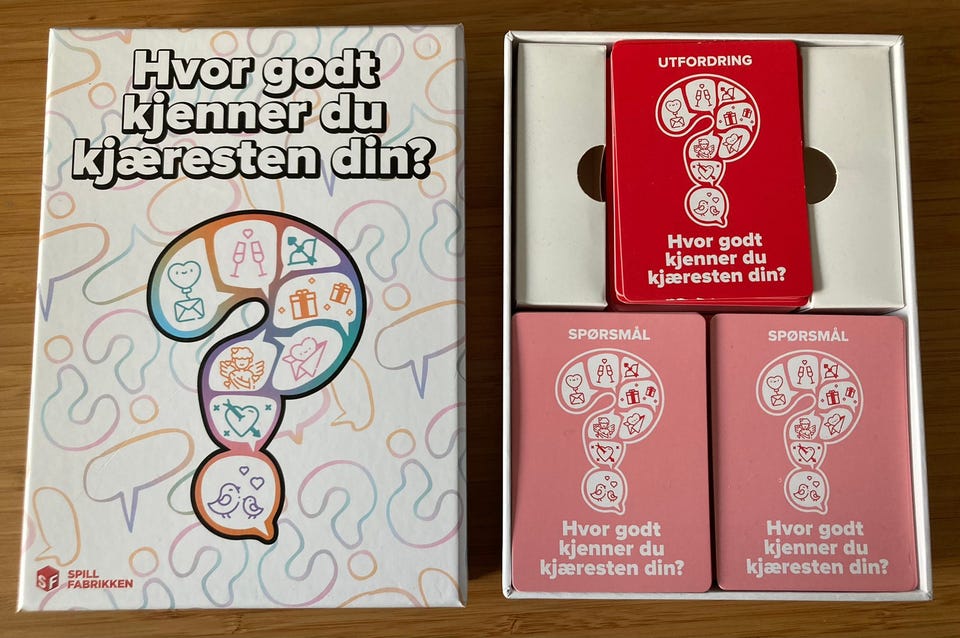 Hvor godt
kjenner du
kjæresten din?
SF
SPILL
FABRIKKEN
UTFORDRING
Hvor godt
kjenner du
kjæresten din?
SPØRSMÅL
Hvor godt
kjenner du
kjæresten din?
SPØRSMÅL
Hvor godt
kjenner du
kjæresten din?